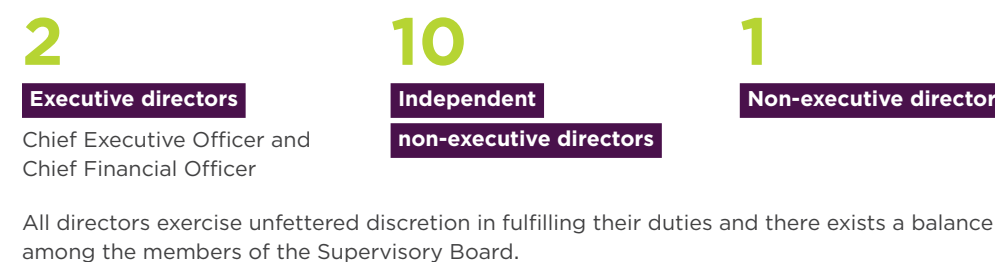 2
Executive directors
Chief Executive Officer and
Chief Financial Officer
10
Independent
non-executive directors
1
Non-executive director
All directors exercise unfettered discretion in fulfilling their duties and there exists a balance
among the members of the Supervisory Board.